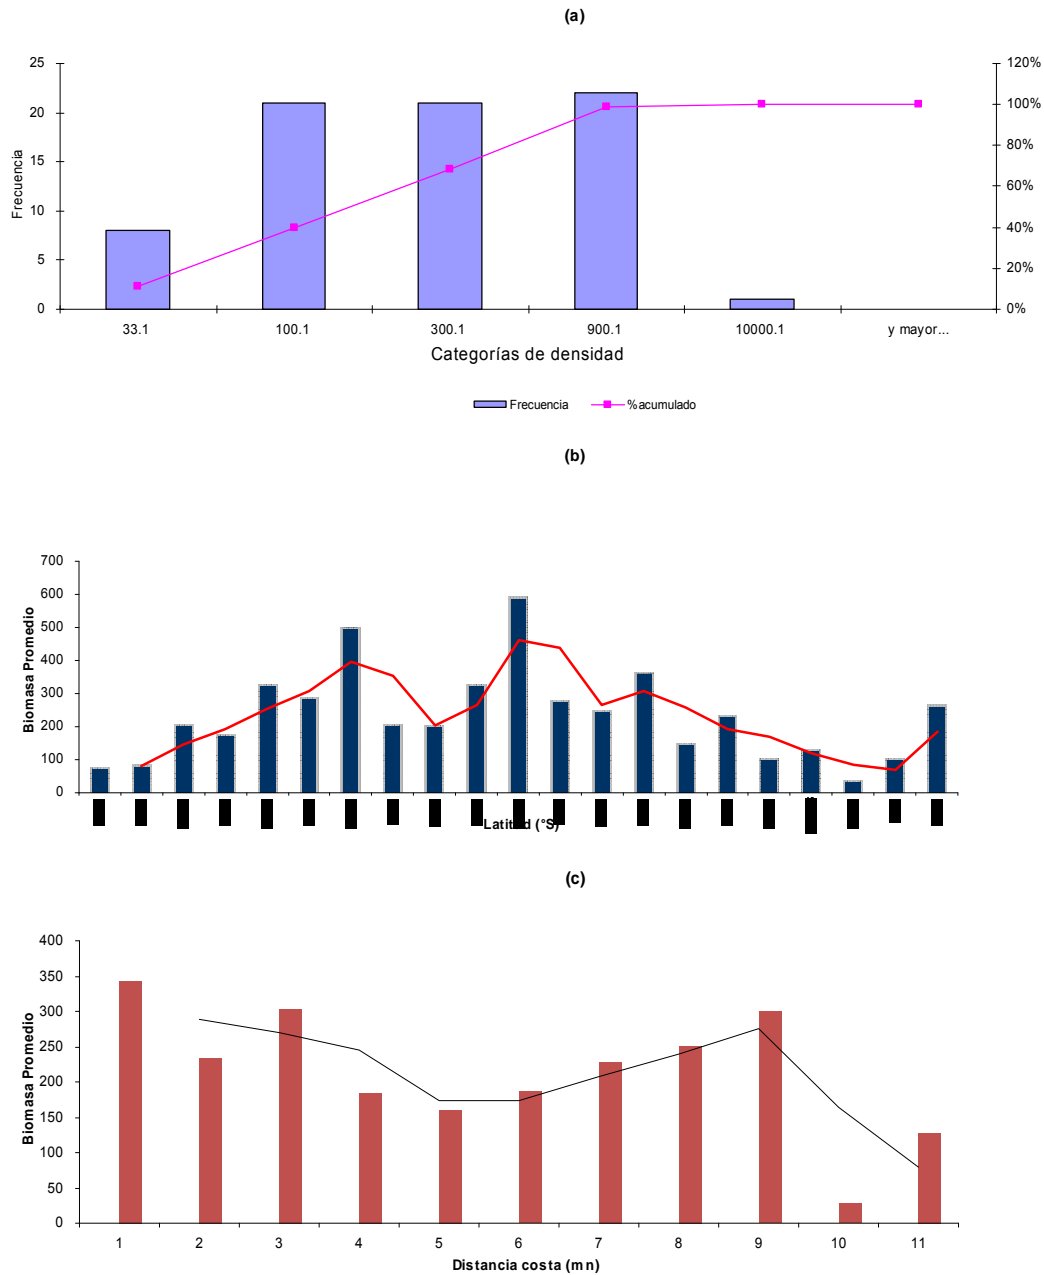 (a)
25
20
15
10
5
0
Frecuencia
120%
100%
80%
60%
40%
20%
0%
33.1 100.1 300.1 900.1 10000.1 y mayor...
Categorías de densidad
Frecuencia %acumulado
(b)
700
600
500
400
300
200
100
0
Biomasa Promedio
Latitud (°S)
(c)
400
350
300
250
200
150
100
50
0
Biomasa Promedio
1 2 3 4 5 6 7 8 9 10 11
Distancia costa (mn)